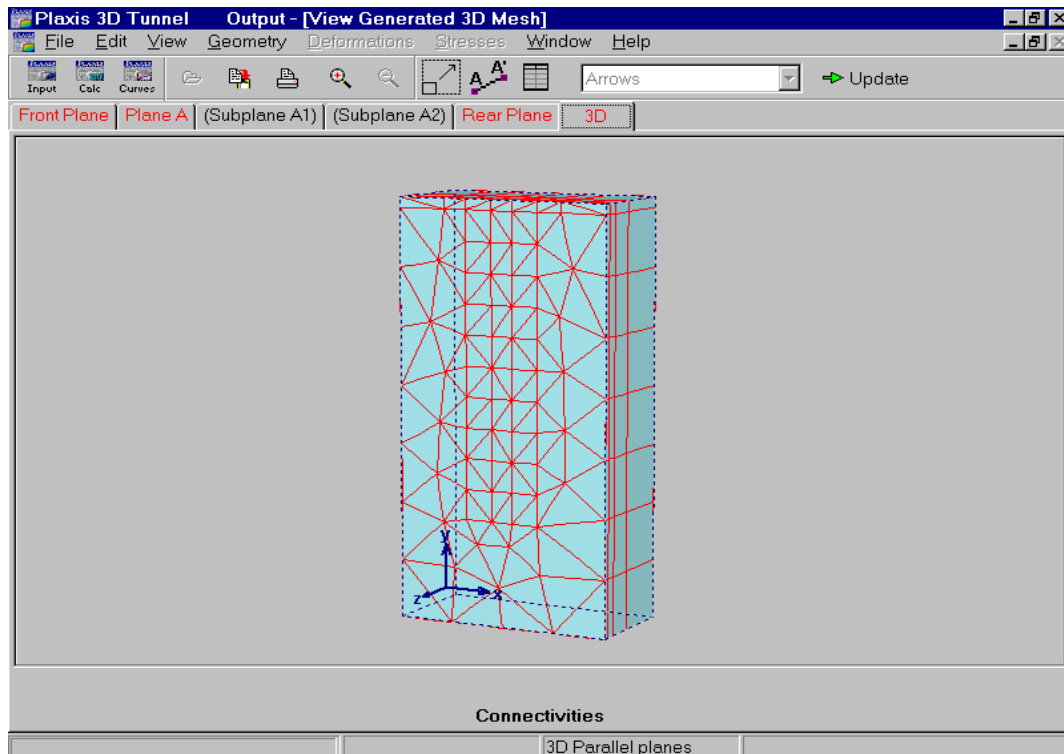 Plaxis 3D Tunnel Output - [View Generated 3D Mesh]
File Edit View Geometry Deformations Stresses Window Help
Input Calc Curves Arrows Update
A A'
Front Plane Plane A (Subplane A1) (Subplane A2) Rear Plane 3D
y
z x
Connectivities
3D Parallel planes